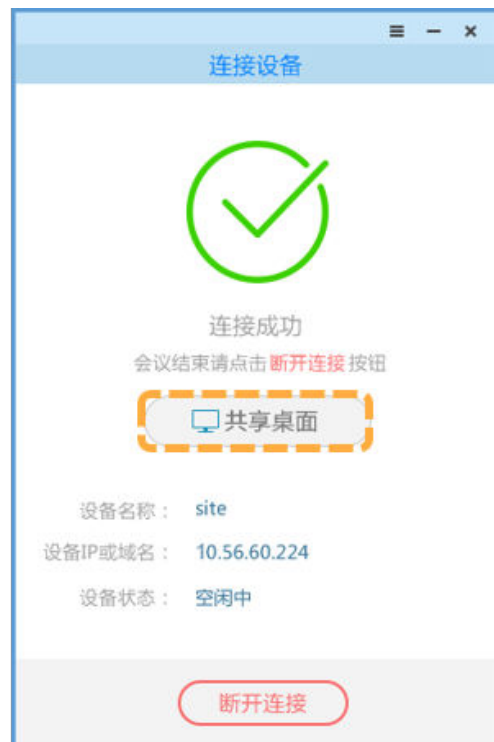 连接设备
连接成功
会议结束请点击断开连接按钮
共享桌面
设备名称： site
设备IP或域名： 10.56.60.224
设备状态： 空闲中
断开连接